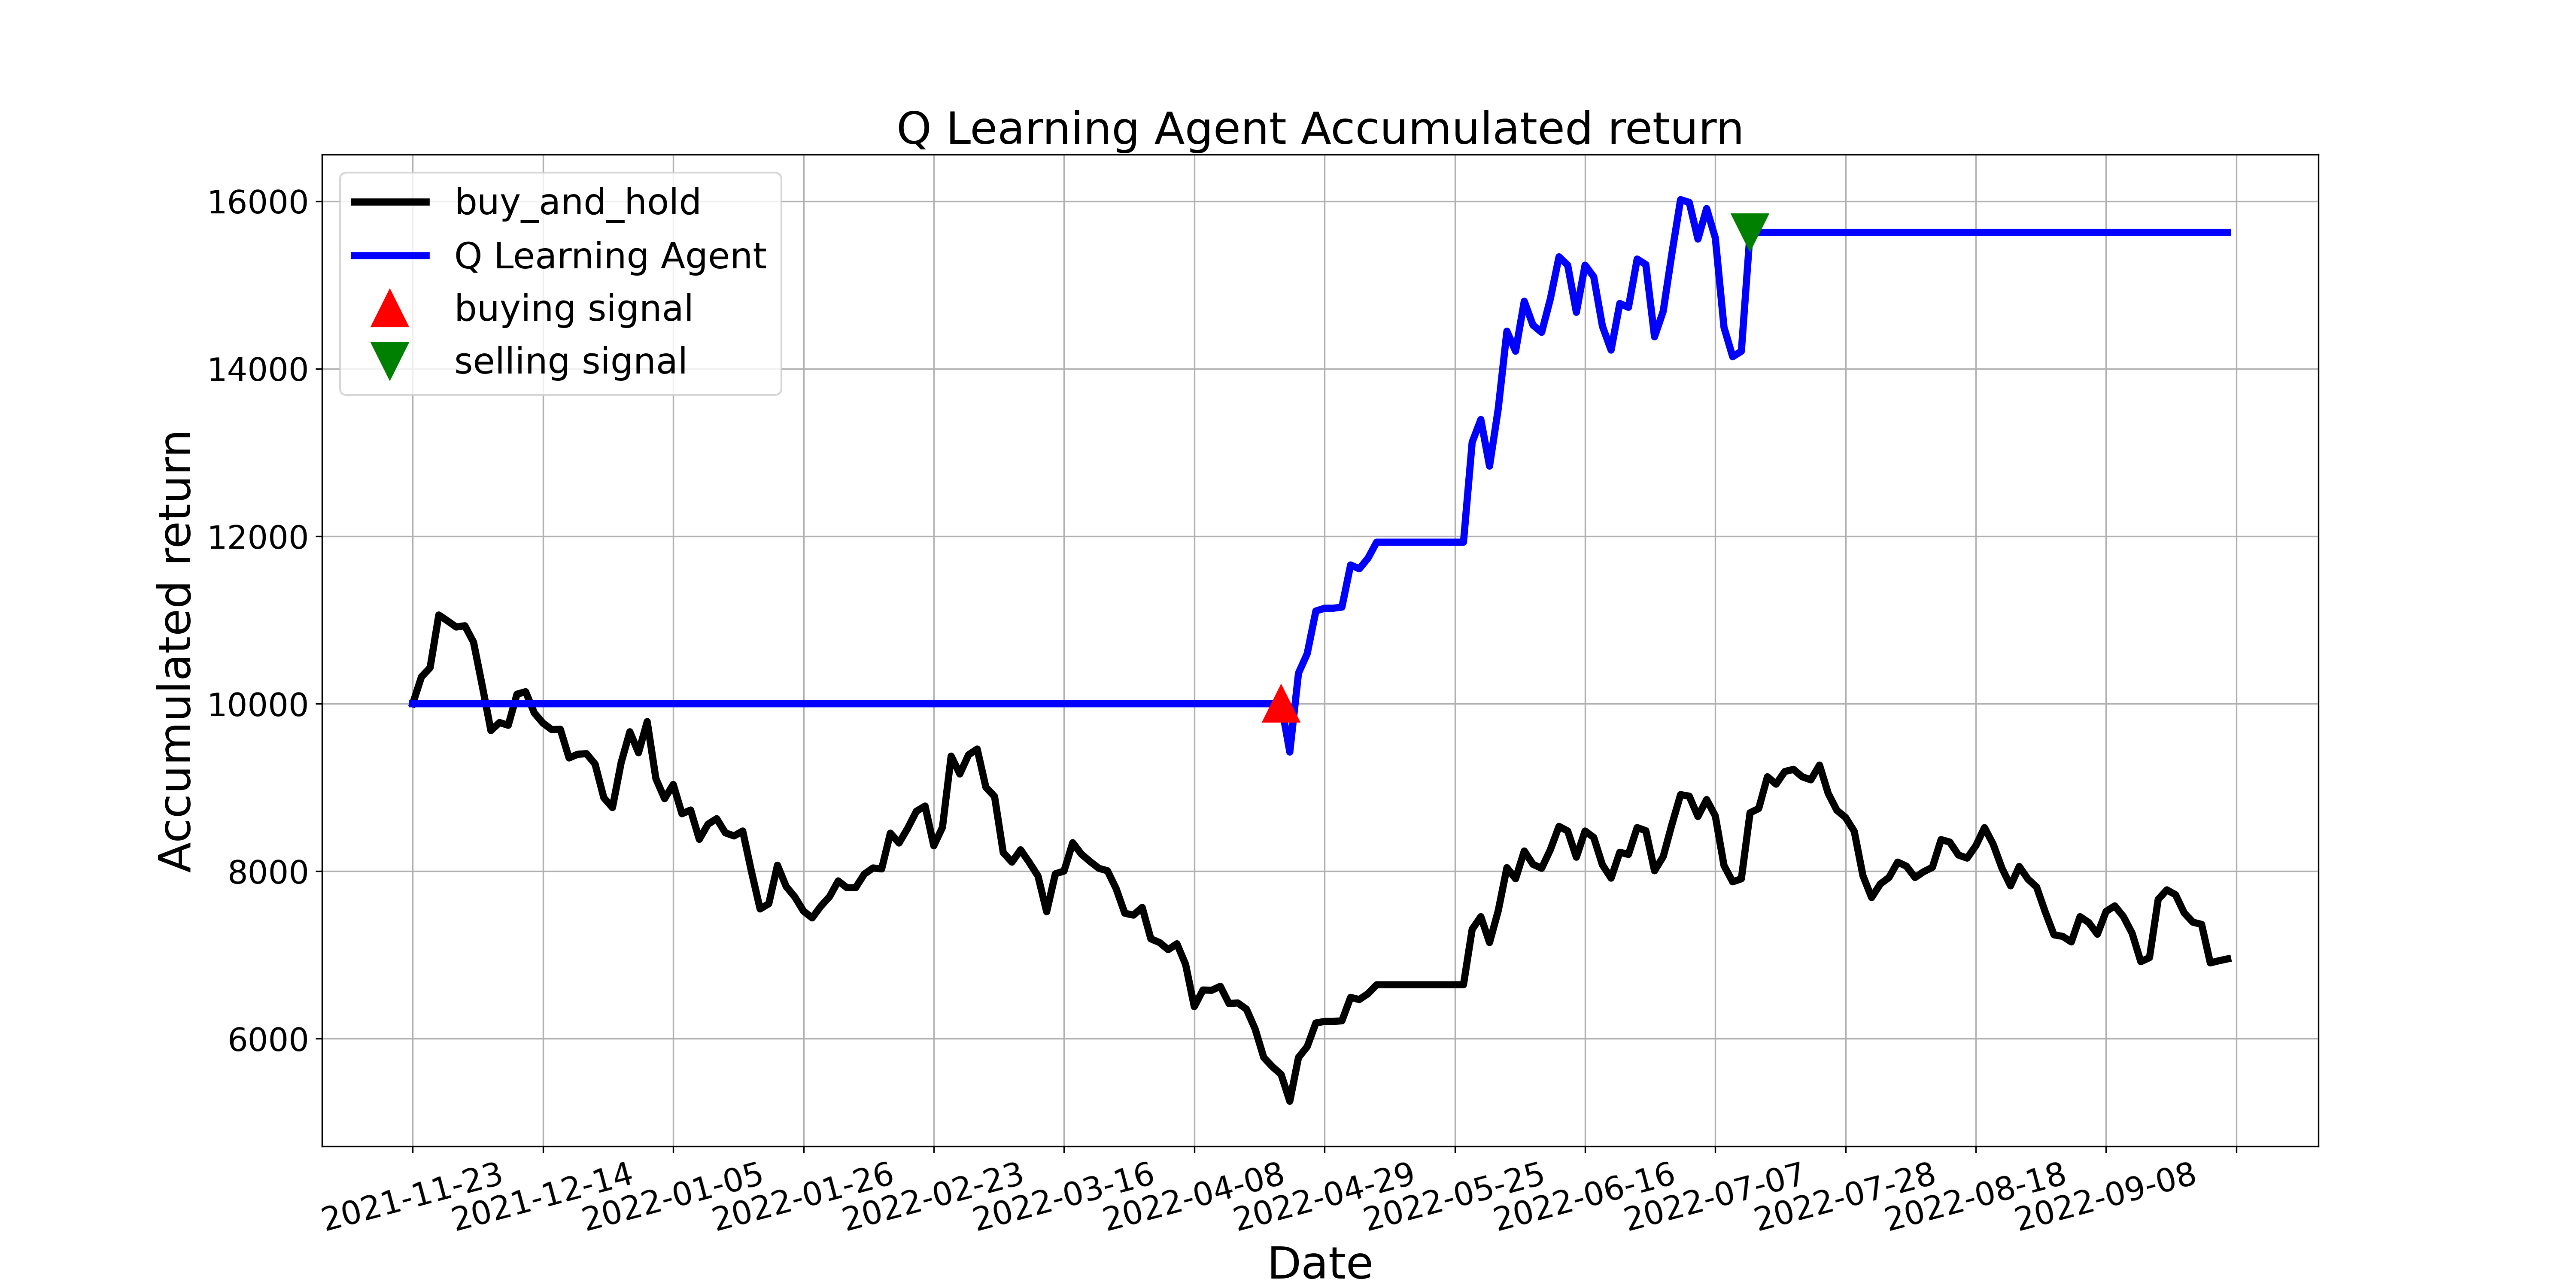 Q Learning Agent Accumulated return
buy_and_hold
Q Learning Agent
buying signal
selling signal
Accumulated return
16000
14000
12000
10000
8000
6000
2021-11-23
2021-12-14
2022-01-05
2022-01-26
2022-02-23
2022-03-16
2022-04-08
2022-04-29
2022-05-25
2022-06-16
2022-07-07
2022-07-28
2022-08-18
2022-09-08
Date